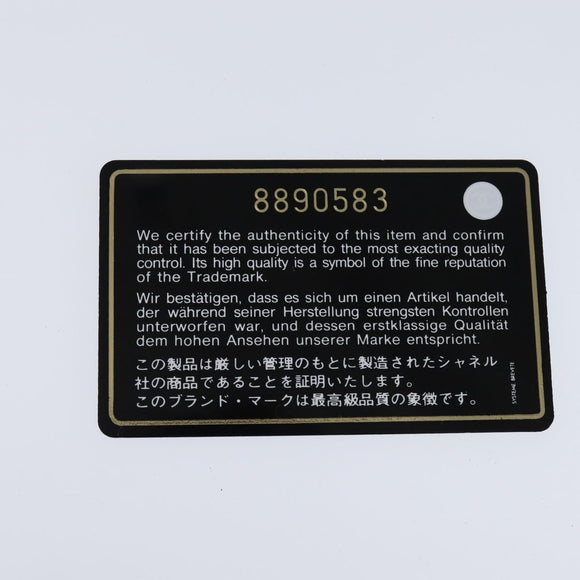 8890583
We certify the authenticity of this item and confirm
that it has been subjected to the most exacting quality
control. Its high quality is a symbol of the fine reputation
of the Trademark.
Wir bestätigen, dass es sich um einen Artikel handelt,
der während seiner Herstellung strengsten Kontrollen
unterworfen war, und dessen erstklassige Qualität
dem hohen Ansehen unserer Marke entspricht.
この製品は厳しい管理のもとに製造されたシャネル
社の商品であることを証明いたします。
このブランド・マークは最高級品質の象徴です。
SYSTEME BREVETE